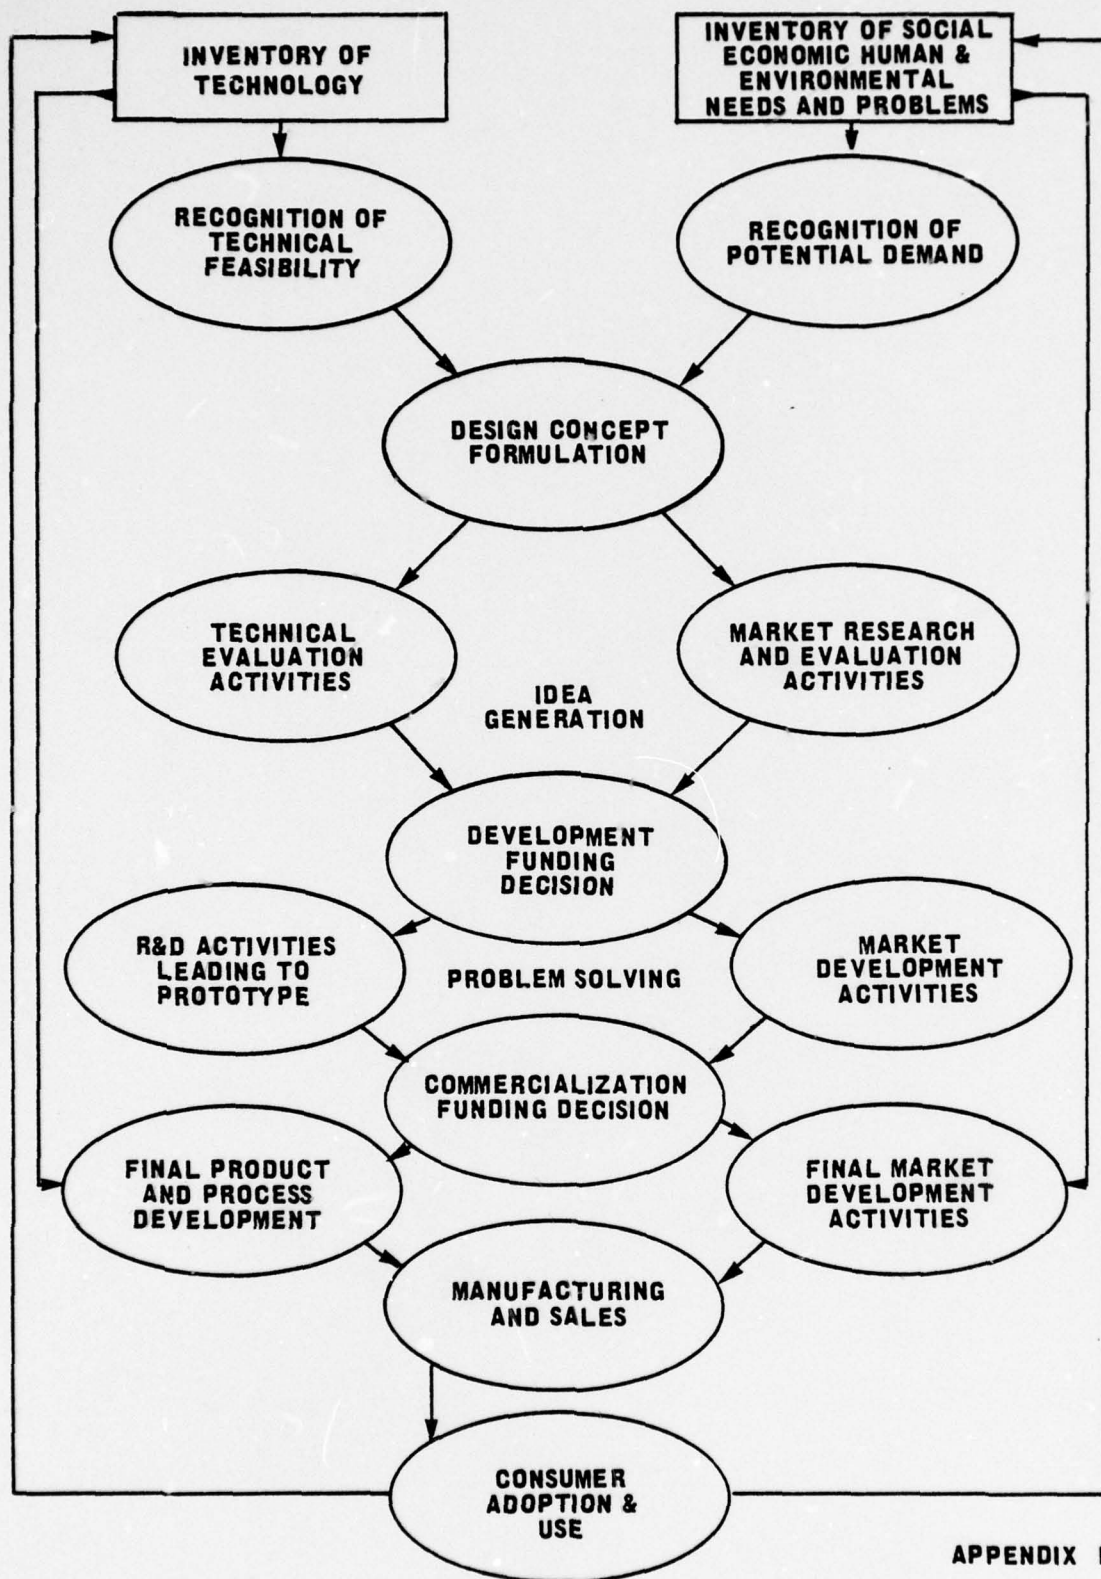 INVENTORY OF
TECHNOLOGY
INVENTORY OF SOCIAL
ECONOMIC HUMAN &
ENVIRONMENTAL
NEEDS AND PROBLEMS
RECOGNITION OF
TECHNICAL
FEASIBILITY
RECOGNITION OF
POTENTIAL DEMAND
DESIGN CONCEPT
FORMULATION
TECHNICAL
EVALUATION
ACTIVITIES
MARKET RESEARCH
AND EVALUATION
ACTIVITIES
IDEA
GENERATION
DEVELOPMENT
FUNDING
DECISION
R&D ACTIVITIES
LEADING TO
PROTOTYPE
PROBLEM SOLVING
MARKET
DEVELOPMENT
ACTIVITIES
COMMERCIALIZATION
FUNDING DECISION
FINAL PRODUCT
AND PROCESS
DEVELOPMENT
FINAL MARKET
DEVELOPMENT
ACTIVITIES
MANUFACTURING
AND SALES
CONSUMER
ADOPTION &
USE
APPENDIX